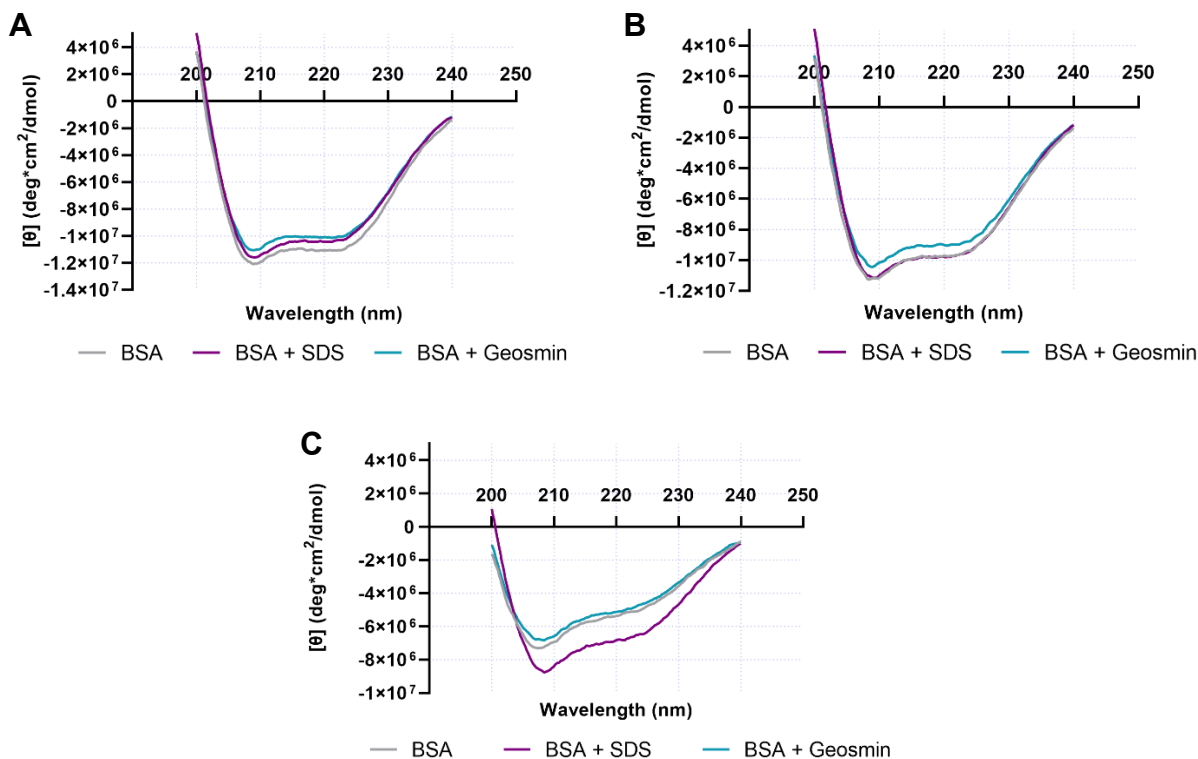 A
[θ] (deg*cm²/dmol)
4×10⁶
2×10⁶
0
-2×10⁶
-4×10⁶
-6×10⁶
-8×10⁶
-1×10⁷
-1.2×10⁷
-1.4×10⁷
200 210 220 230 240 250
Wavelength (nm)
BSA BSA + SDS BSA + Geosmin
B
[θ] (deg*cm²/dmol)
4×10⁶
2×10⁶
0
-2×10⁶
-4×10⁶
-6×10⁶
-8×10⁶
-1×10⁷
-1.2×10⁷
200 210 220 230 240 250
Wavelength (nm)
BSA BSA + SDS BSA + Geosmin
C
[θ] (deg*cm²/dmol)
4×10⁶
2×10⁶
0
-2×10⁶
-4×10⁶
-6×10⁶
-8×10⁶
-1×10⁷
200 210 220 230 240 250
Wavelength (nm)
BSA BSA + SDS BSA + Geosmin